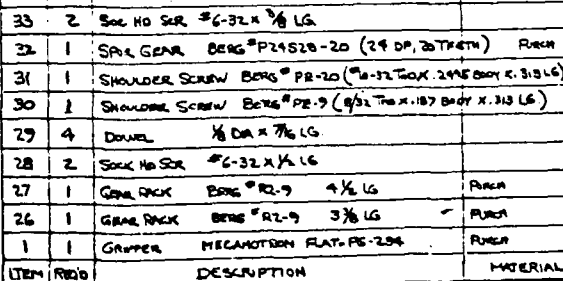 33 2 SOC HD SCR #6-32 x 3/8 LG
32 1 SPUR GEAR BERG #P24S28-20 (24 DP, 20 TEETH) PURCH
31 1 SHOULDER SCREW BERG # PR-20 ( -32 THD X .2495 BODY X .313 LG)
30 1 SHOULDER SCREW BERG # -9 (8/32 THD X .187 BODY X .313 LG)
29 4 DOWEL 1/8 DIA x 7/16 LG
28 2 SOCK HD SCR #6-32 x 1/2 LG
27 1 GEAR RACK BERG #R2-9 4 1/2 LG PURCH
26 1 GEAR RACK BERG #R2-9 3 3/8 LG PURCH
1 1 GRIPPER MECANOTRON FLAT-PG-294 PURCH
ITEM REQ'D DESCRIPTION MATERIAL